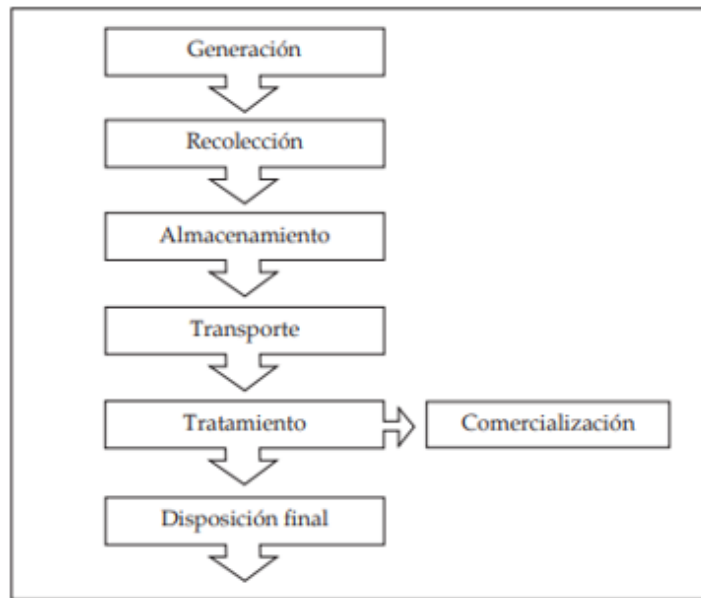 Generación
Recolección
Almacenamiento
Transporte
Tratamiento
Comercialización
Disposición final